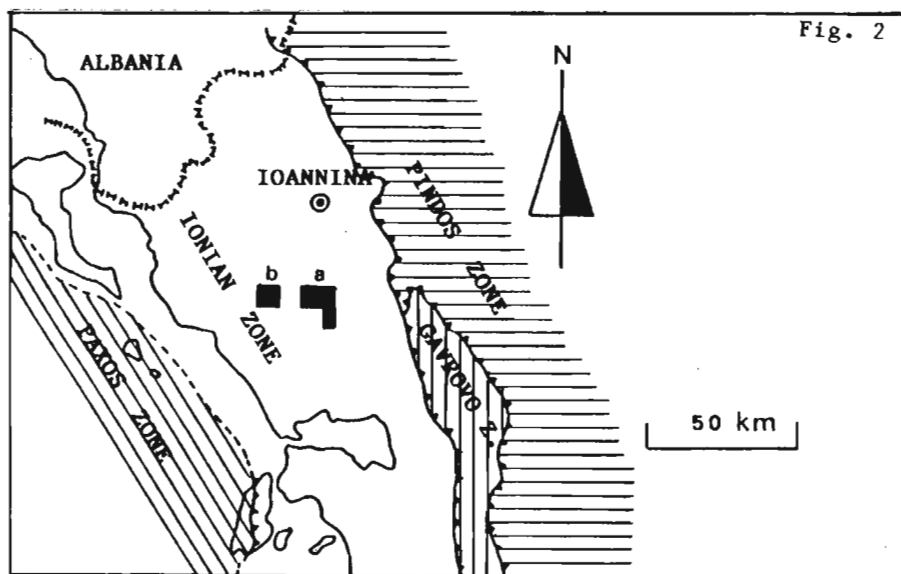 Fig. 2
ALBANIA
N
IOANNINA
PINDOS ZONE
IONIAN ZONE
b
a
GAVROVO Z.
PAXOS ZONE
50 km